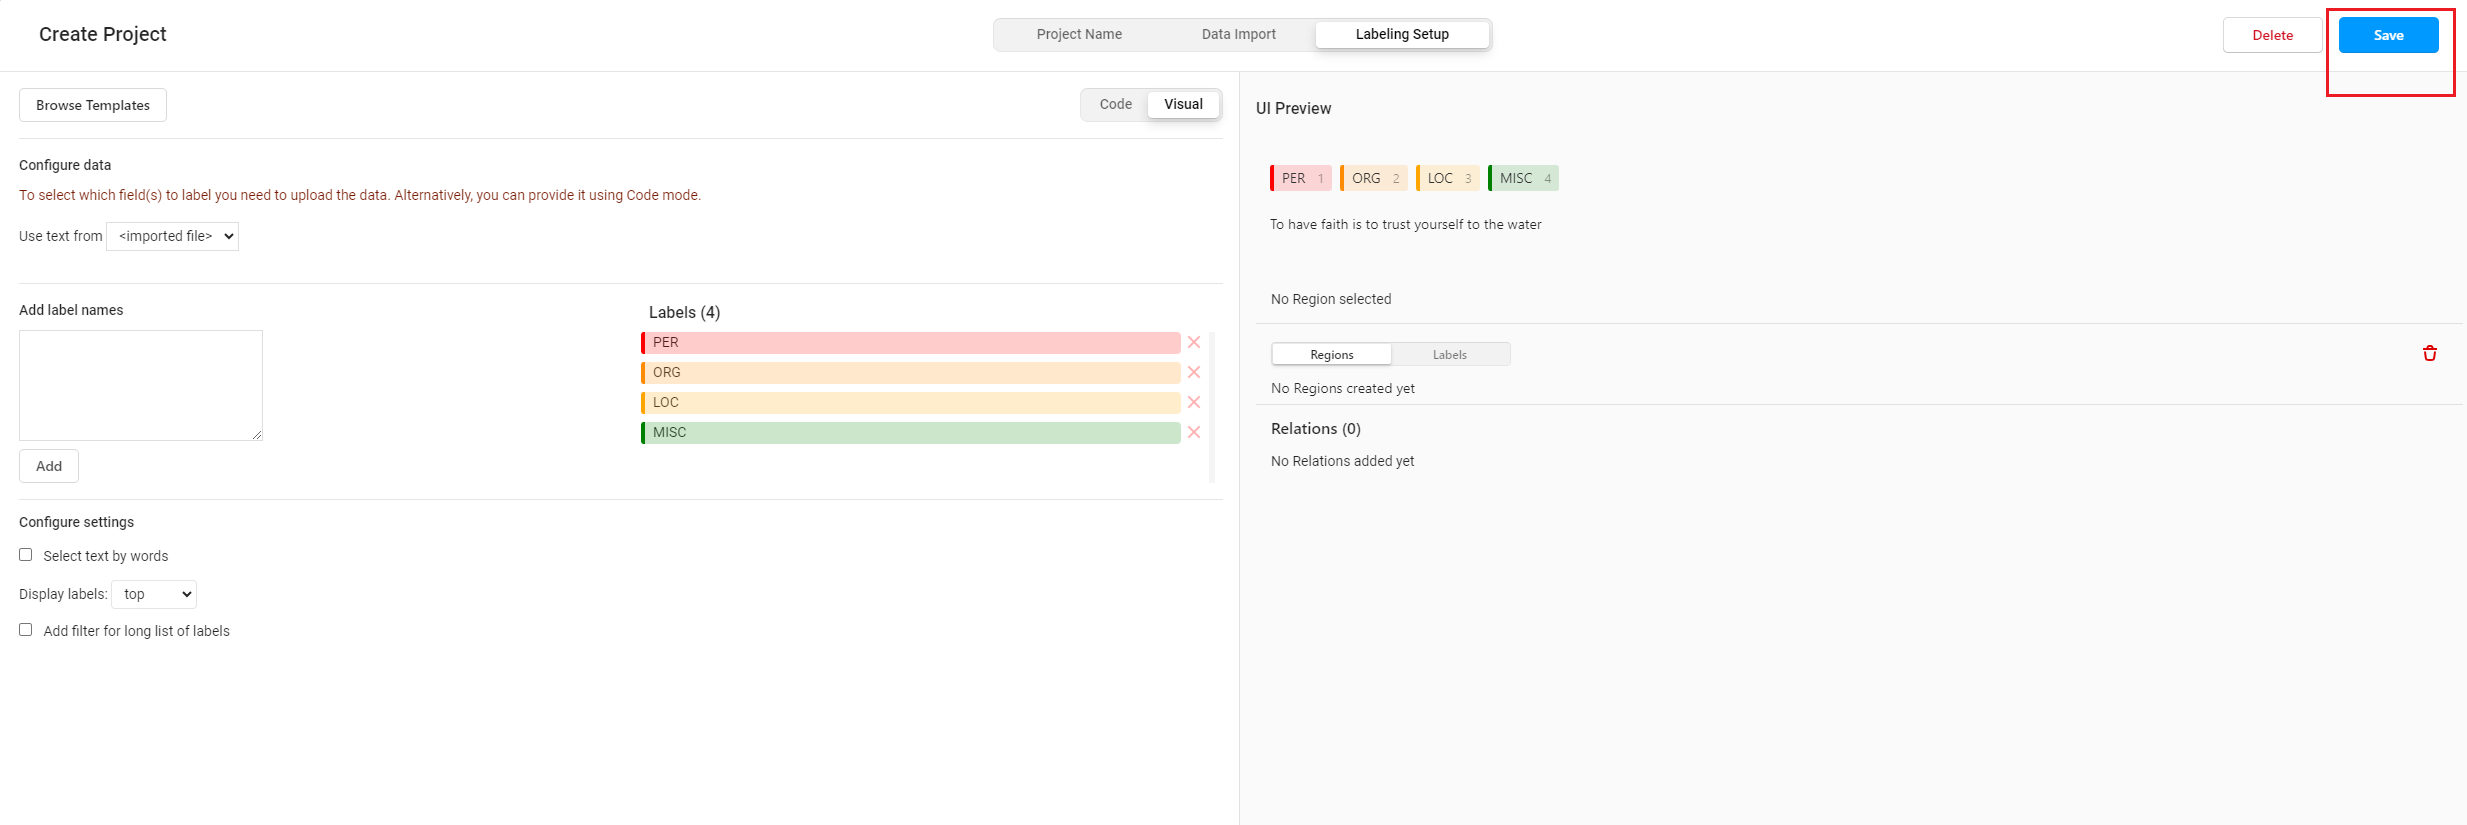 Create Project
Project Name
Data Import
Labeling Setup
Delete
Save
Browse Templates
Code
Visual
Configure data
To select which field(s) to label you need to upload the data. Alternatively, you can provide it using Code mode.
Use text from <imported file>
Add label names
Add
Labels (4)
PER
ORG
LOC
MISC
Configure settings
Select text by words
Display labels: top
Add filter for long list of labels
UI Preview
PER 1 ORG 2 LOC 3 MISC 4
To have faith is to trust yourself to the water
No Region selected
Regions
Labels
No Regions created yet
Relations (0)
No Relations added yet